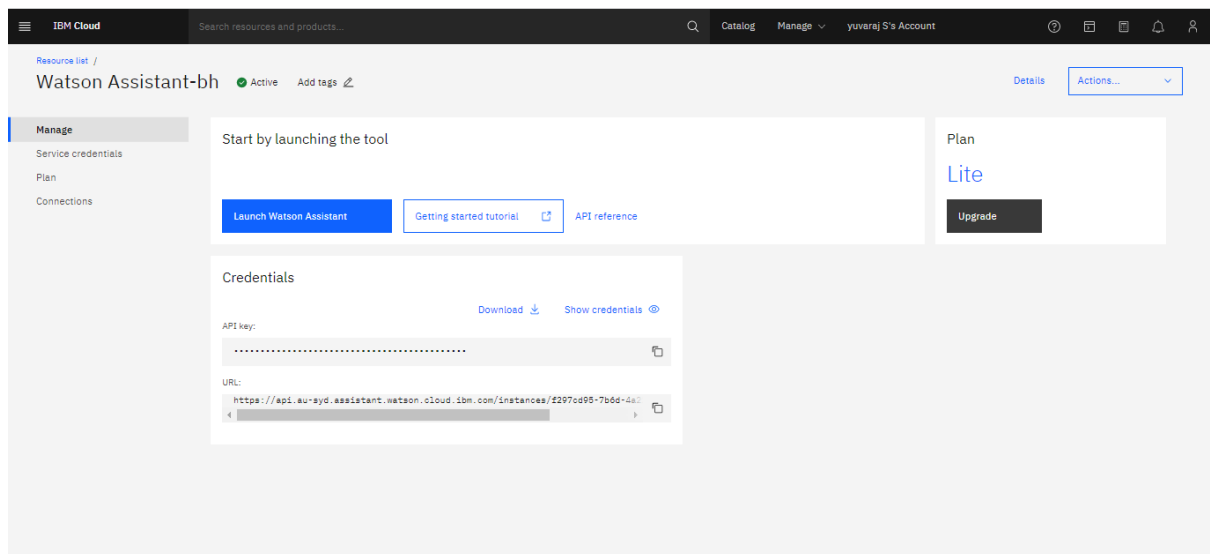 IBM Cloud Search resources and products... Catalog Manage yuvaraj S's Account
Resource list /
Watson Assistant-bh Active Add tags Details Actions...
Manage
Service credentials
Plan
Connections
Start by launching the tool
Launch Watson Assistant Getting started tutorial API reference
Plan
Lite
Upgrade
Credentials
Download Show credentials
API key:
URL:
https://api.au-syd.assistant.watson.cloud.ibm.com/instances/f297cd95-7b6d-4a